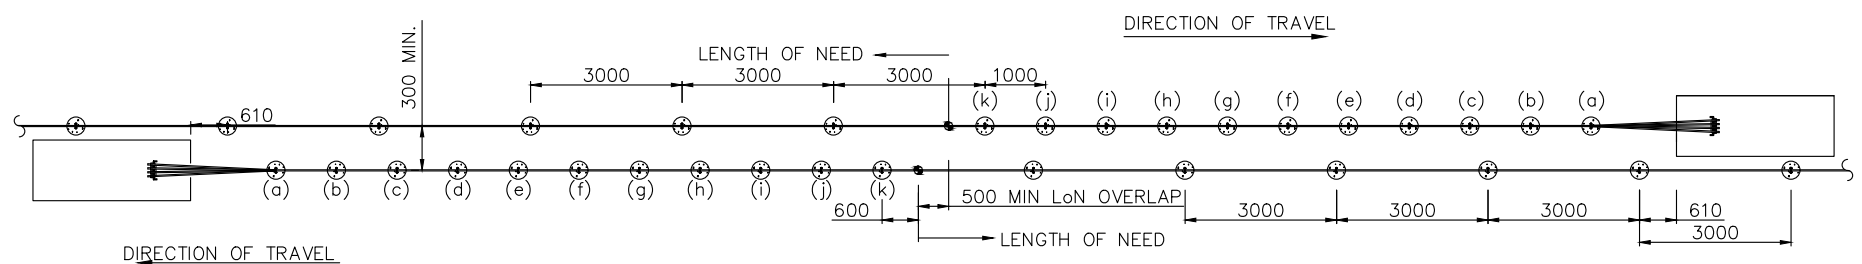 DIRECTION OF TRAVEL
LENGTH OF NEED
300 MIN.
3000 3000 3000 1000
610
(k) (j) (i) (h) (g) (f) (e) (d) (c) (b) (a)
(a) (b) (c) (d) (e) (f) (g) (h) (i) (j) (k)
500 MIN LoN OVERLAP
600
3000 3000 3000 610
3000
LENGTH OF NEED
DIRECTION OF TRAVEL